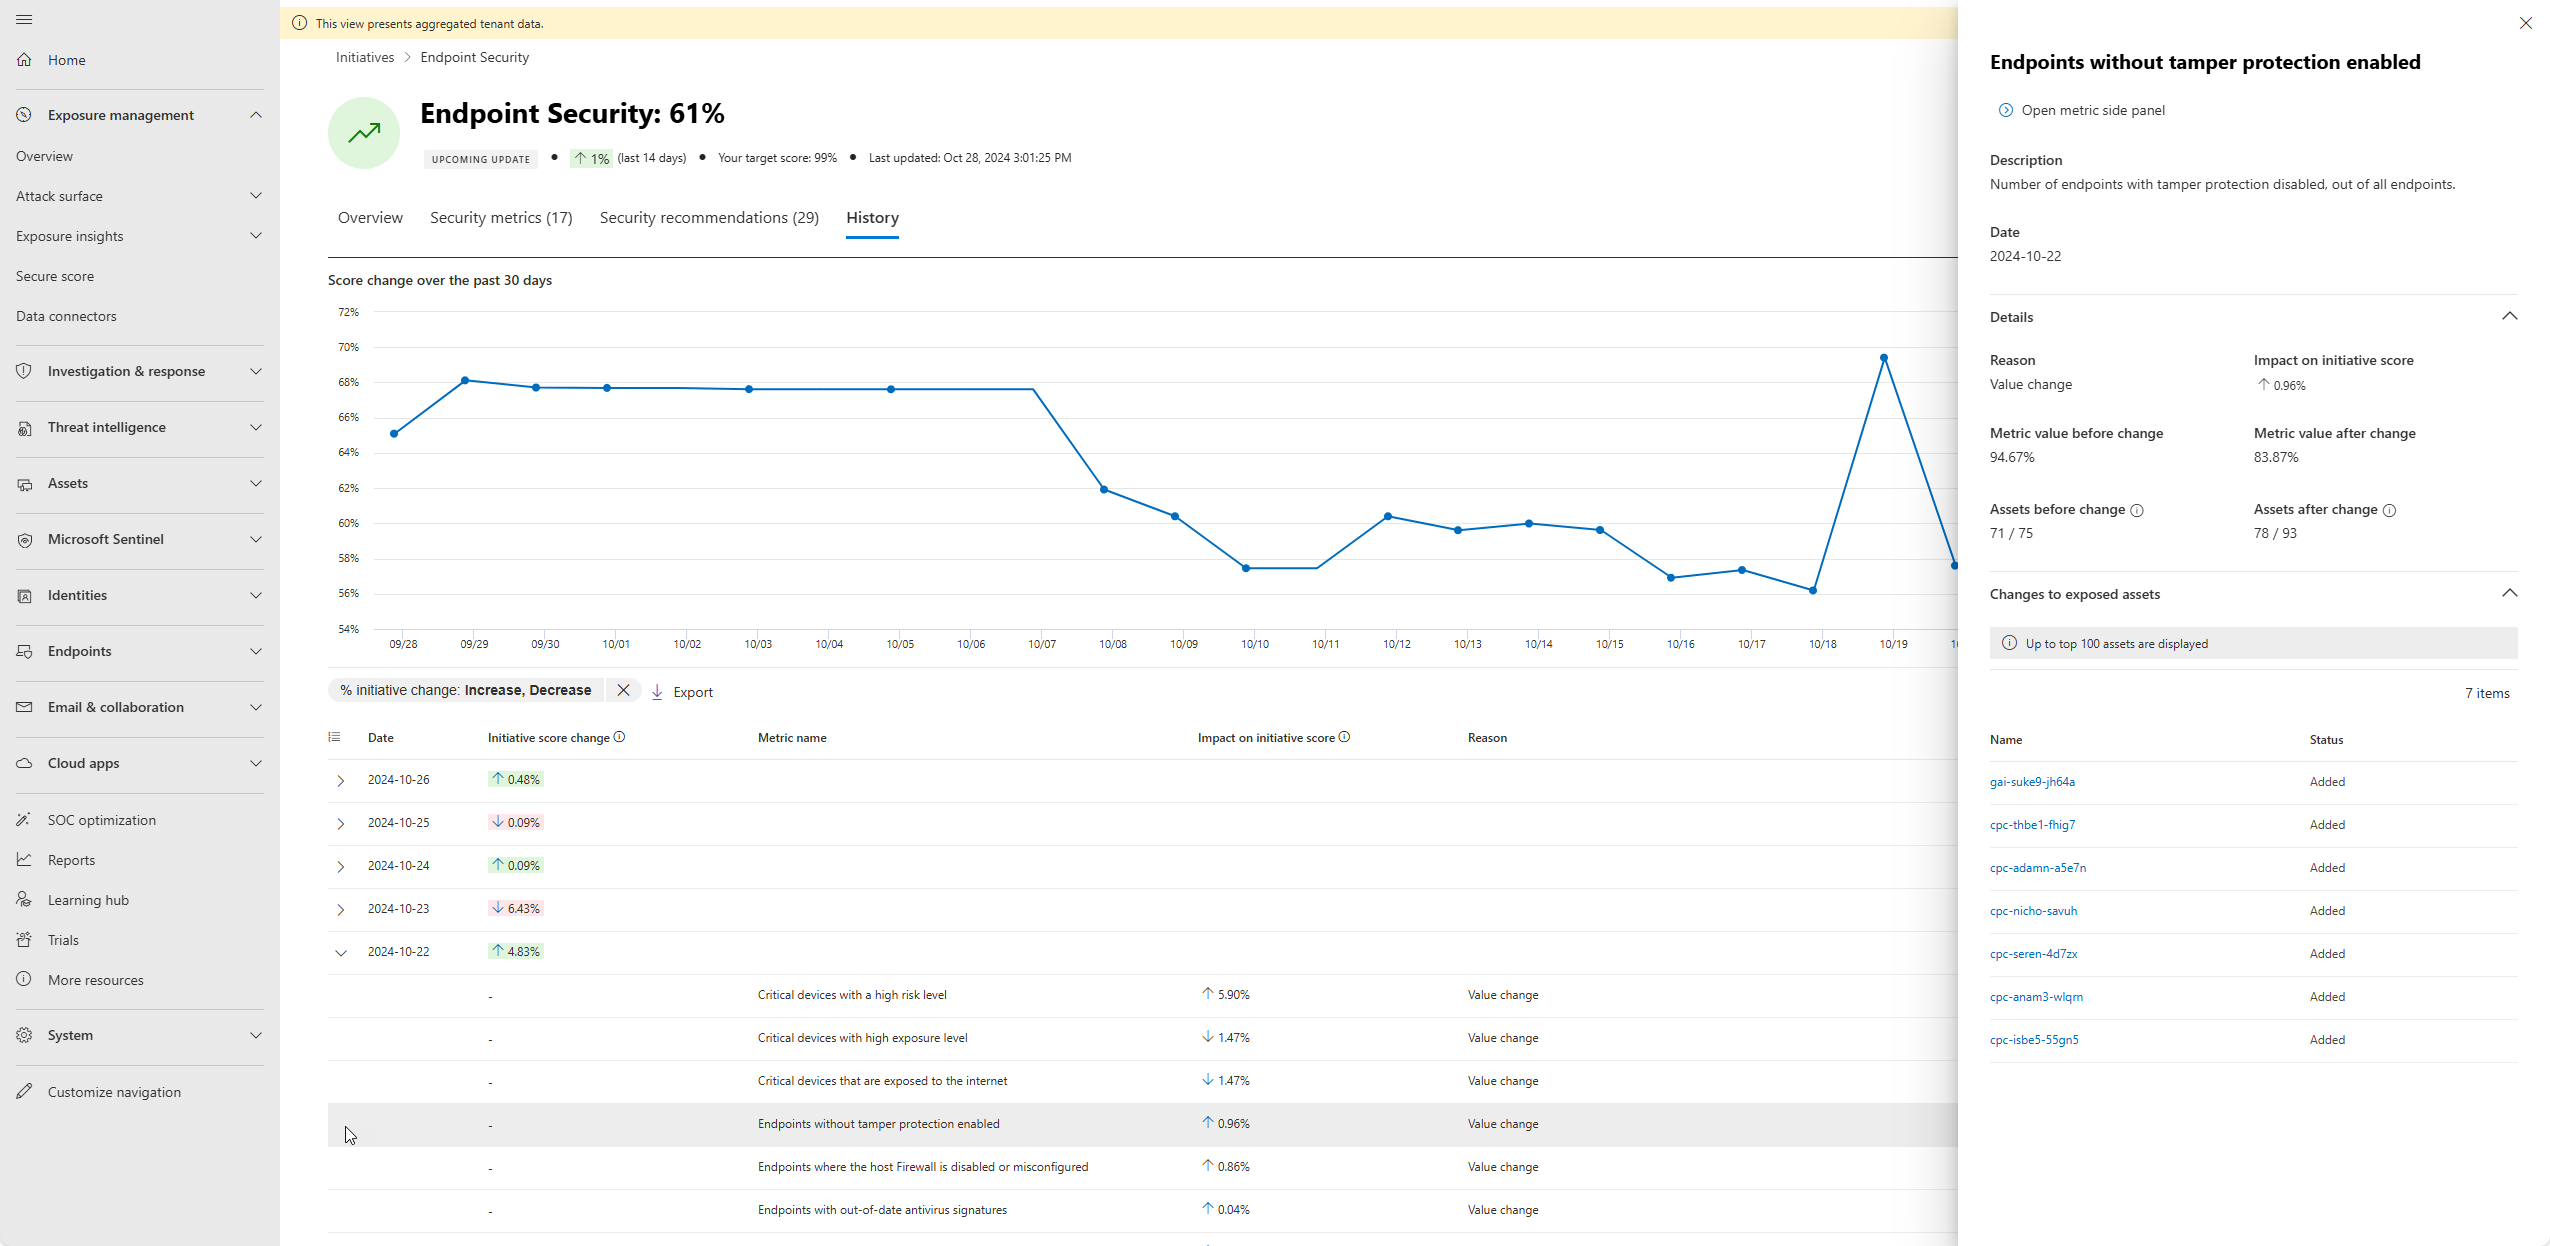 Home
Exposure management
Overview
Attack surface
Exposure insights
Secure score
Data connectors
Investigation & response
Threat intelligence
Assets
Microsoft Sentinel
Identities
Endpoints
Email & collaboration
Cloud apps
SOC optimization
Reports
Learning hub
Trials
More resources
System
Customize navigation
This view presents aggregated tenant data.
Initiatives > Endpoint Security
Endpoint Security: 61%
UPCOMING UPDATE • ↑ 1% (last 14 days) • Your target score: 99% • Last updated: Oct 28, 2024 3:01:25 PM
Overview Security metrics (17) Security recommendations (29) History
Score change over the past 30 days
72%
70%
68%
66%
64%
62%
60%
58%
56%
54%
09/28 09/29 09/30 10/01 10/02 10/03 10/04 10/05 10/06 10/07 10/08 10/09 10/10 10/11 10/12 10/13 10/14 10/15 10/16 10/17 10/18 10/19
% initiative change: Increase, Decrease Export
Date Initiative score change Metric name Impact on initiative score Reason
2024-10-26 ↑ 0.48%
2024-10-25 ↓ 0.09%
2024-10-24 ↑ 0.09%
2024-10-23 ↓ 6.43%
2024-10-22 ↑ 4.83%
- Critical devices with a high risk level ↑ 5.90% Value change
- Critical devices with high exposure level ↓ 1.47% Value change
- Critical devices that are exposed to the internet ↓ 1.47% Value change
- Endpoints without tamper protection enabled ↑ 0.96% Value change
- Endpoints where the host Firewall is disabled or misconfigured ↑ 0.86% Value change
- Endpoints with out-of-date antivirus signatures ↑ 0.04% Value change
Endpoints without tamper protection enabled
Open metric side panel
Description
Number of endpoints with tamper protection disabled, out of all endpoints.
Date
2024-10-22
Details
Reason Impact on initiative score
Value change ↑ 0.96%
Metric value before change Metric value after change
94.67% 83.87%
Assets before change Assets after change
71 / 75 78 / 93
Changes to exposed assets
Up to top 100 assets are displayed
7 items
Name Status
gai-suke9-jh64a Added
cpc-thbe1-fhig7 Added
cpc-adamn-a5e7n Added
cpc-nicho-savuh Added
cpc-seren-4d7zx Added
cpc-anam3-wlqrn Added
cpc-isbe5-55gn5 Added